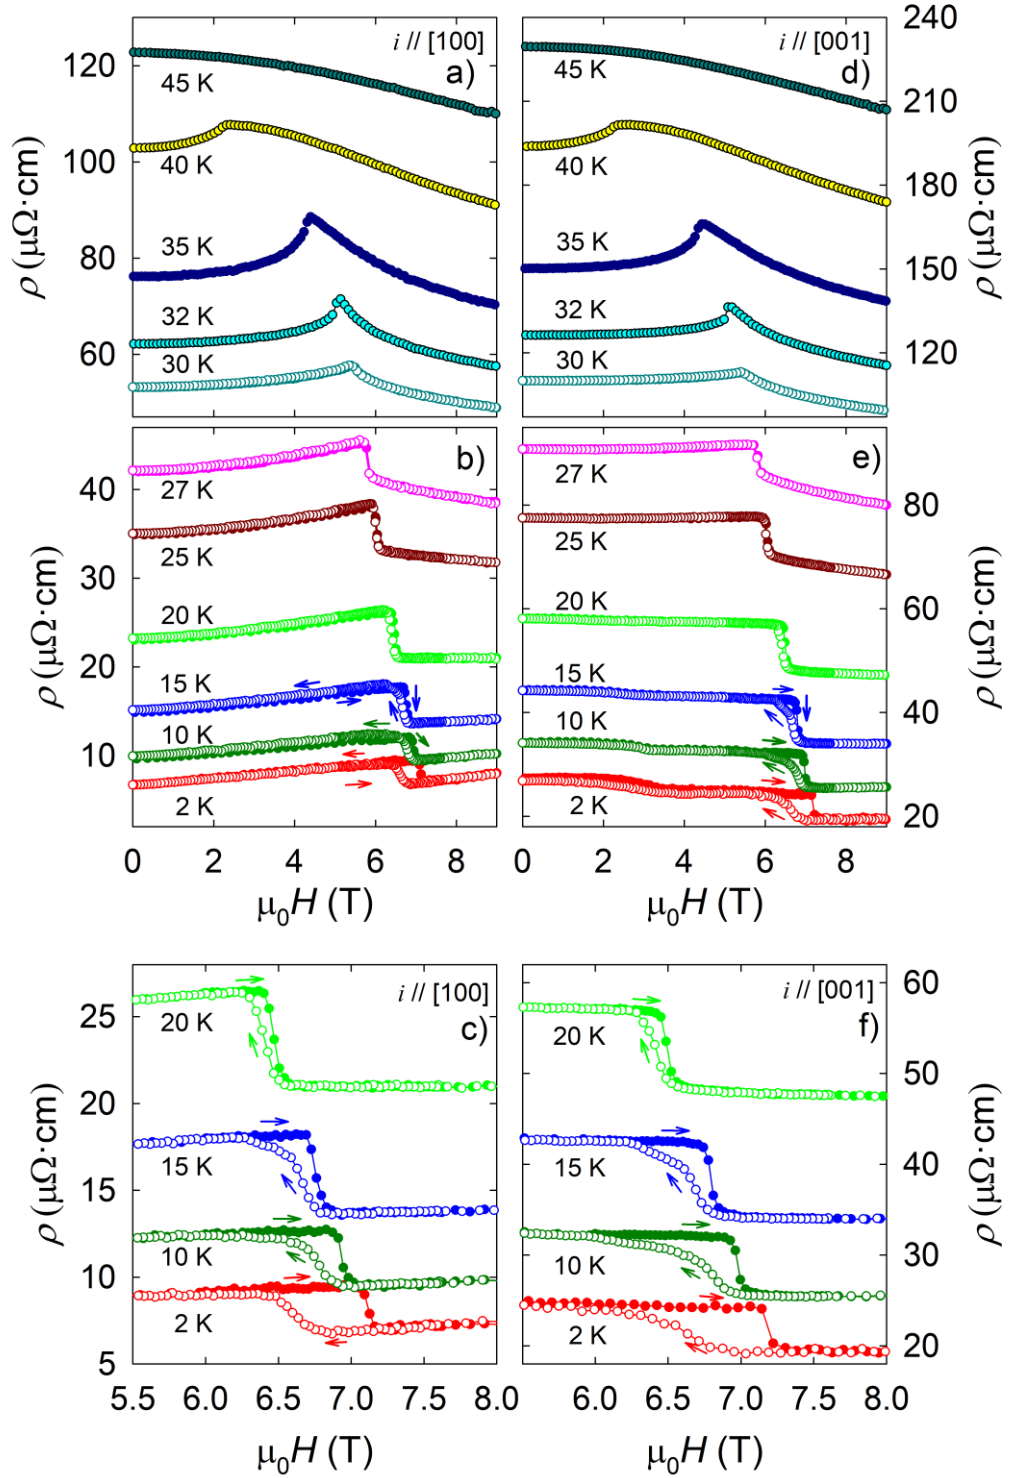 i // [100]
a)
120
100
80
60
ρ (μΩ·cm)
45 K
40 K
35 K
32 K
30 K
i // [001]
d)
240
210
180
150
120
ρ (μΩ·cm)
45 K
40 K
35 K
32 K
30 K
b)
40
30
20
10
ρ (μΩ·cm)
27 K
25 K
20 K
15 K
10 K
2 K
0 2 4 6 8
μ0H (T)
e)
80
60
40
20
ρ (μΩ·cm)
27 K
25 K
20 K
15 K
10 K
2 K
0 2 4 6 8
μ0H (T)
i // [100]
c)
25
20
15
10
5
ρ (μΩ·cm)
20 K
15 K
10 K
2 K
5.5 6.0 6.5 7.0 7.5 8.0
μ0H (T)
i // [001]
f)
60
50
40
30
20
ρ (μΩ·cm)
20 K
15 K
10 K
2 K
6.0 6.5 7.0 7.5 8.0
μ0H (T)